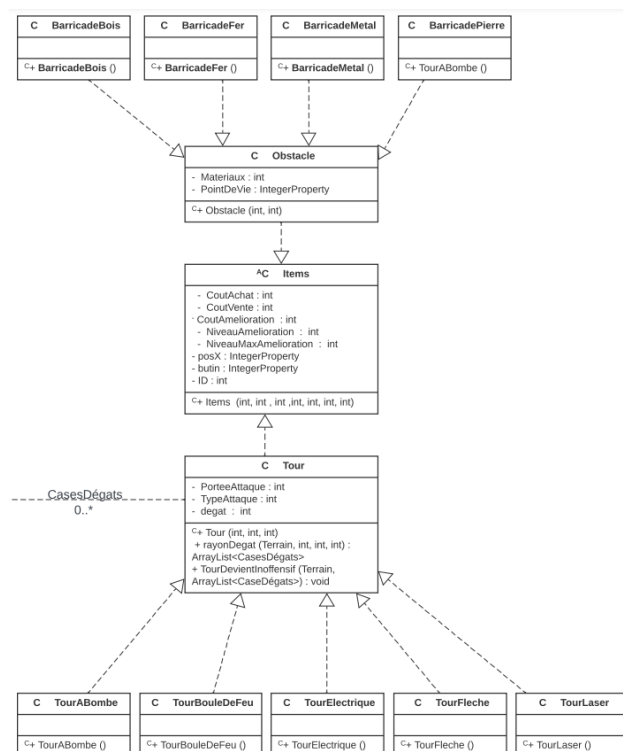 C BarricadeBois
C+ BarricadeBois ()
C BarricadeFer
C+ BarricadeFer ()
C BarricadeMetal
C+ BarricadeMetal ()
C BarricadePierre
C+ TourABombe ()
C Obstacle
- Materiaux : int
- PointDeVie : IntegerProperty
C+ Obstacle (int, int)
AC Items
- CoutAchat : int
- CoutVente : int
- CoutAmelioration : int
- NiveauAmelioration : int
- NiveauMaxAmelioration : int
- posX : IntegerProperty
- butin : IntegerProperty
- ID : int
C+ Items (int, int , int ,int, int, int, int)
C Tour
- PorteeAttaque : int
- TypeAttaque : int
- degat : int
C+ Tour (int, int, int)
+ rayonDegat (Terrain, int, int, int) :
ArrayList<CasesDégats>
+ TourDevientInoffensif (Terrain,
ArrayList<CaseDégats>) : void
CasesDégats
0..*
C TourABombe
C+ TourABombe ()
C TourBouleDeFeu
C+ TourBouleDeFeu ()
C TourElectrique
C+ TourElectrique ()
C TourFleche
C+ TourFleche ()
C TourLaser
C+ TourLaser ()